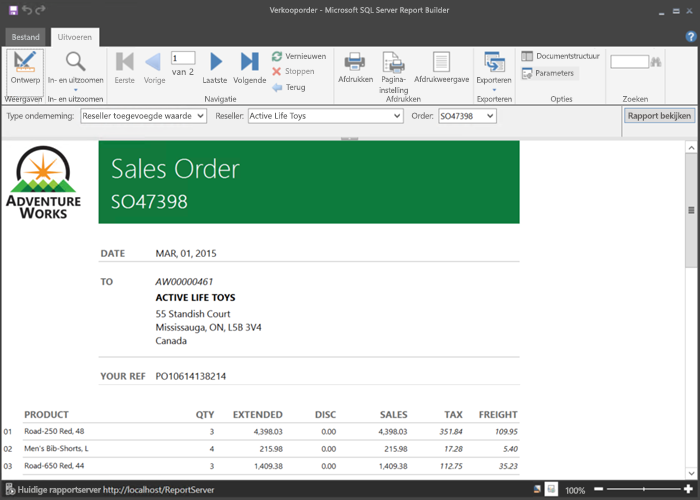 Verkooporder - Microsoft SQL Server Report Builder
Bestand Uitvoeren
Ontwerp In- en uitzoomen Eerste Vorige 1 van 2 Laatste Volgende Vernieuwen Stoppen Terug Afdrukken Pagina-instelling Afdrukweergave Exporteren Documentstructuur Parameters
Weergaven In- en uitzoomen Navigatie Afdrukken Exporteren Opties Zoeken
Type onderneming: Reseller toegevoegde waarde Reseller: Active Life Toys Order: SO47398 Rapport bekijken
Sales Order
SO47398
ADVENTURE
WORKS
DATE MAR, 01, 2015
TO AW00000461
ACTIVE LIFE TOYS
55 Standish Court
Mississauga, ON, L5B 3V4
Canada
YOUR REF PO10614138214
PRODUCT QTY EXTENDED DISC SALES TAX FREIGHT
01 Road-250 Red, 48 3 4,398.03 0.00 4,398.03 351.84 109.95
02 Men's Bib-Shorts, L 4 215.98 0.00 215.98 17.28 5.40
03 Road-650 Red, 44 3 1,409.38 0.00 1,409.38 112.75 35.23
Huidige rapportserver http://localhost/ReportServer 100%